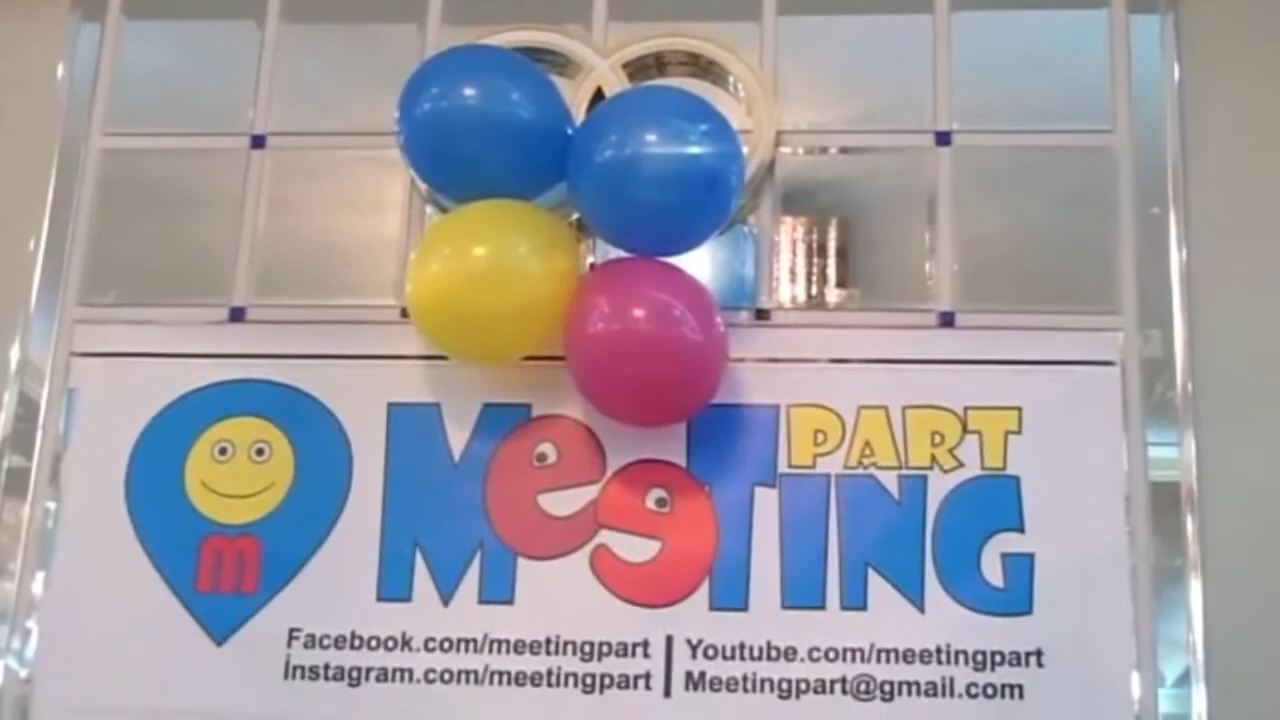 m
MeeTING
PART
Facebook.com/meetingpart | Youtube.com/meetingpart
İnstagram.com/meetingpart | Meetingpart@gmail.com